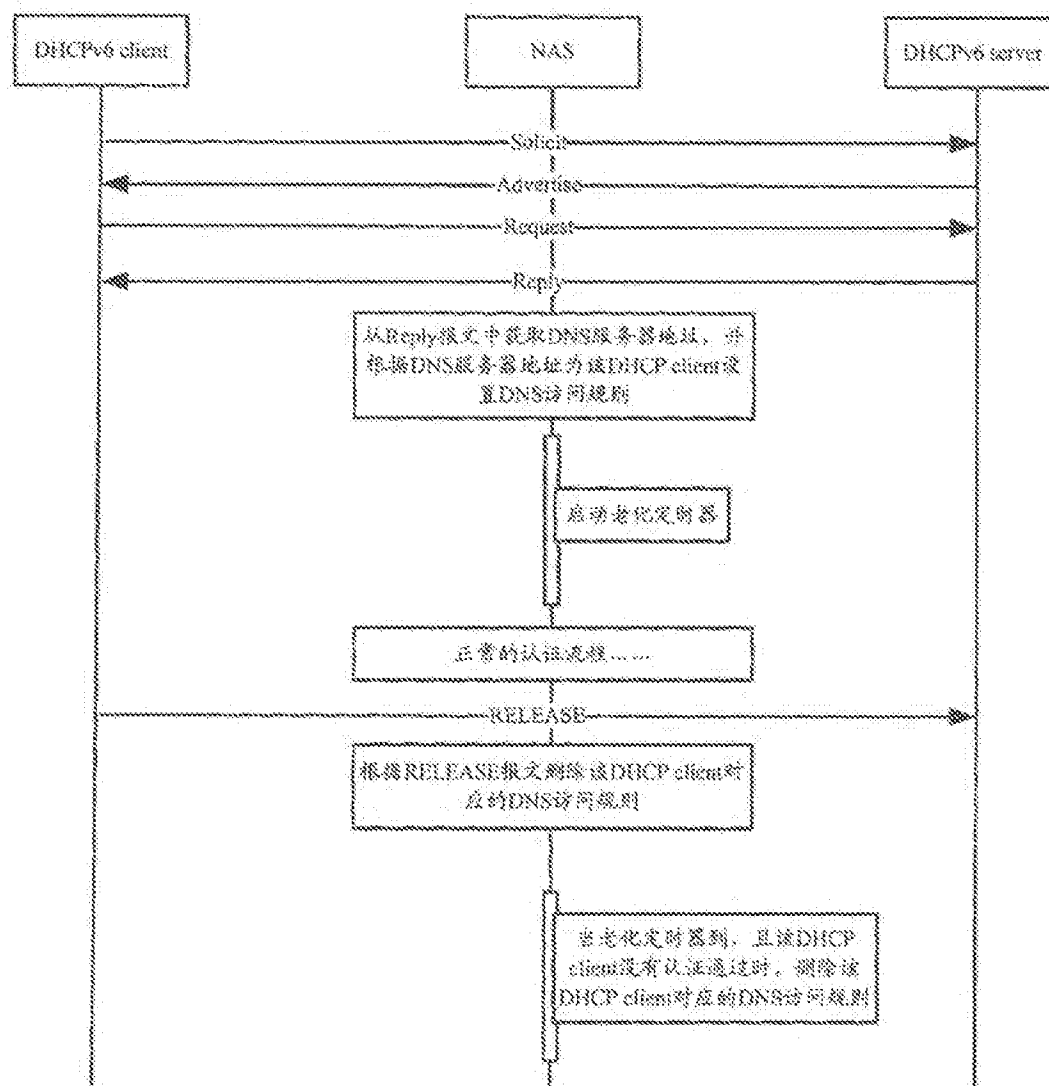 DHCPv6 client
NAS
DHCPv6 server
Solicit
Advertise
Request
Reply
从Reply报文中获取DNS服务器地址，并
根据DNS服务器地址为该DHCP client设
置DNS访问规则
启动老化定时器
正常的认证流程……
RELEASE
根据RELEASE报文删除该DHCP client对
应的DNS访问规则
当老化定时器到，且该DHCP
client没有认证通过时，删除该
DHCP client对应的DNS访问规则